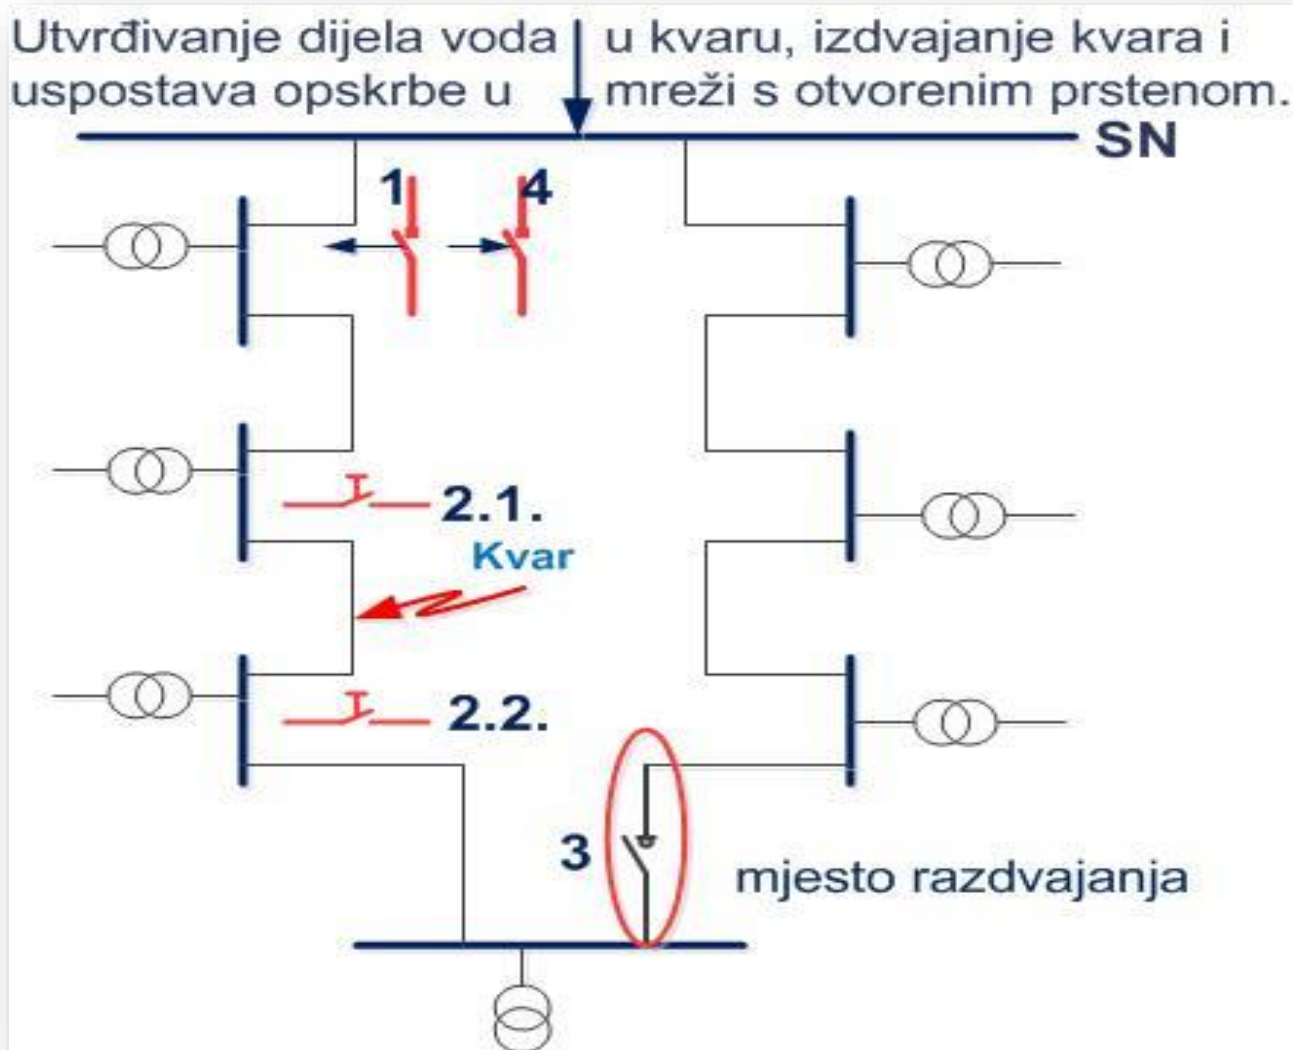 Utvrđivanje dijela voda u kvaru, izdvajanje kvara i
uspostava opskrbe u mreži s otvorenim prstenom.
SN
1 4
2.1.
Kvar
2.2.
3
mjesto razdvajanja